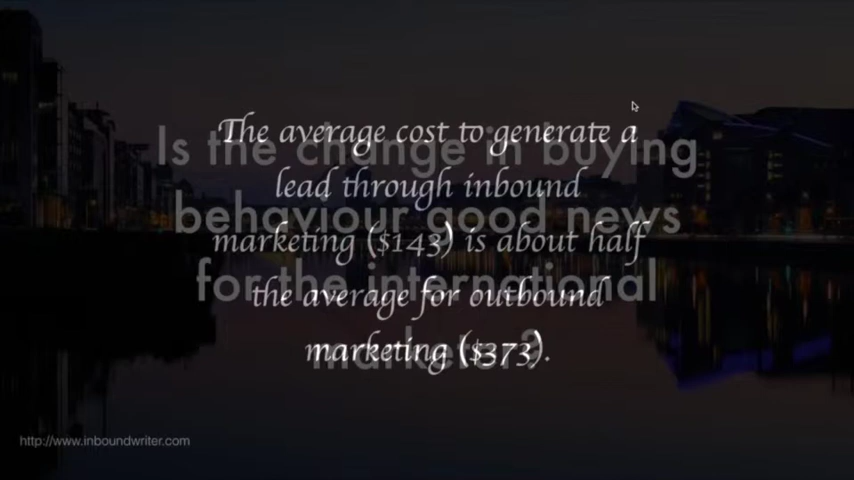 The average cost to generate a
lead through inbound
marketing ($143) is about half
the average for outbound
marketing ($373).
Is the change in buying
behaviour good news
for the international
http://www.inboundwriter.com